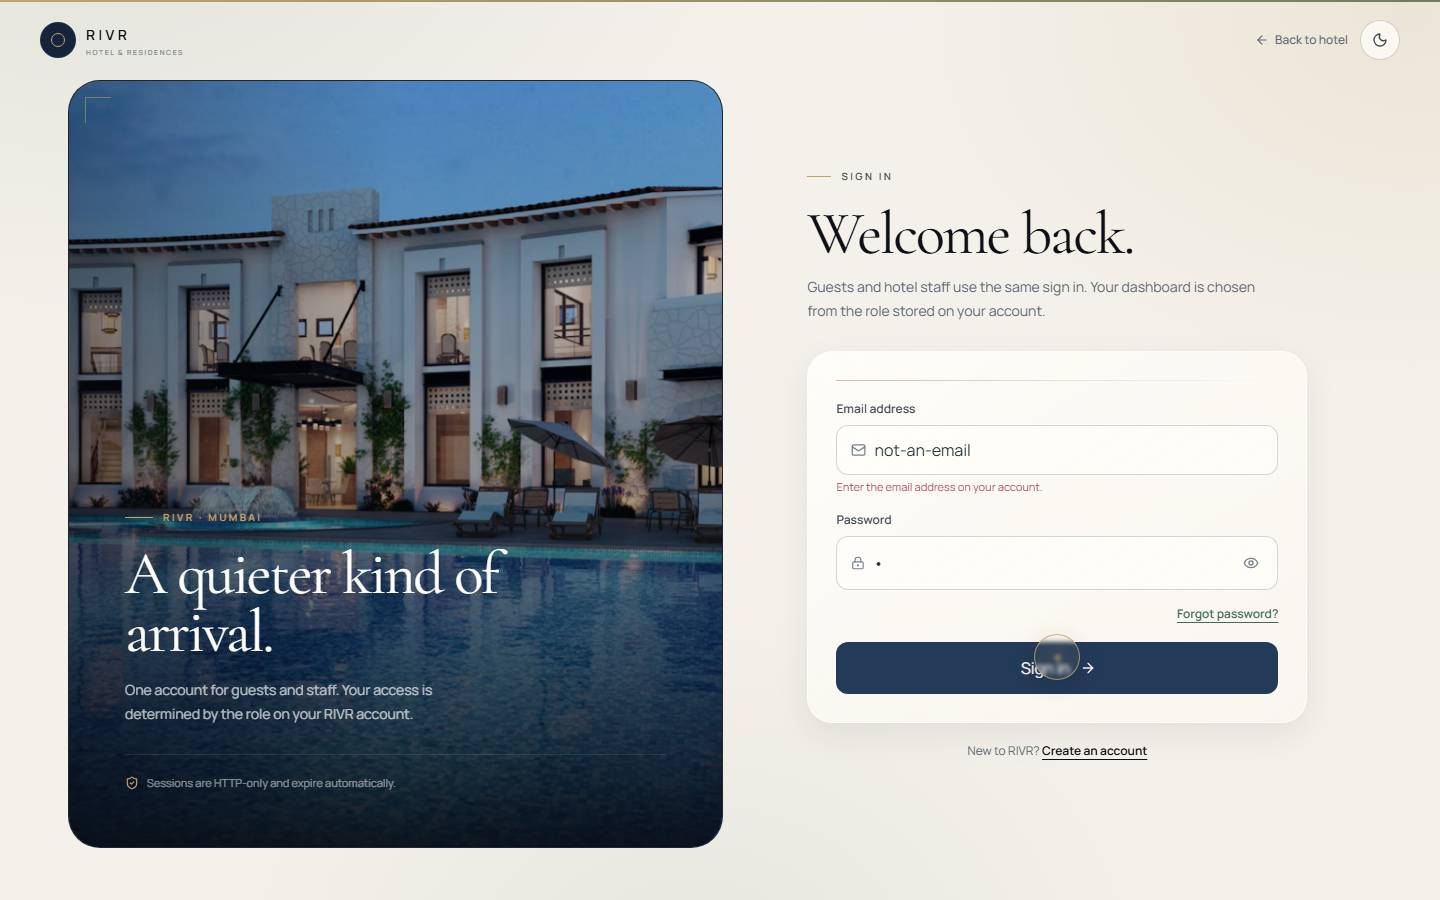 RIVR
HOTEL & RESIDENCES
Back to hotel
RIVR · MUMBAI
A quieter kind of
arrival.
One account for guests and staff. Your access is
determined by the role on your RIVR account.
Sessions are HTTP-only and expire automatically.
SIGN IN
Welcome back.
Guests and hotel staff use the same sign in. Your dashboard is chosen
from the role stored on your account.
Email address
not-an-email
Enter the email address on your account.
Password
•
Forgot password?
Sign in
New to RIVR? Create an account